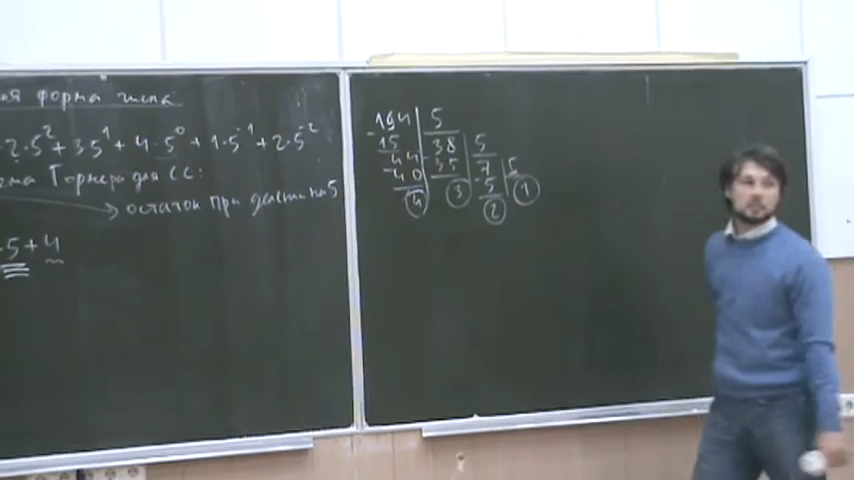 ая форма числа
·2·5²+3·5¹+4·5⁰+1·5⁻¹+2·5⁻²
ема Горнера для СС:
остаток при делении на 5
·5+4
194 5
-15 38 5
44 -35 7 5
-40 3 -5 1
4 2